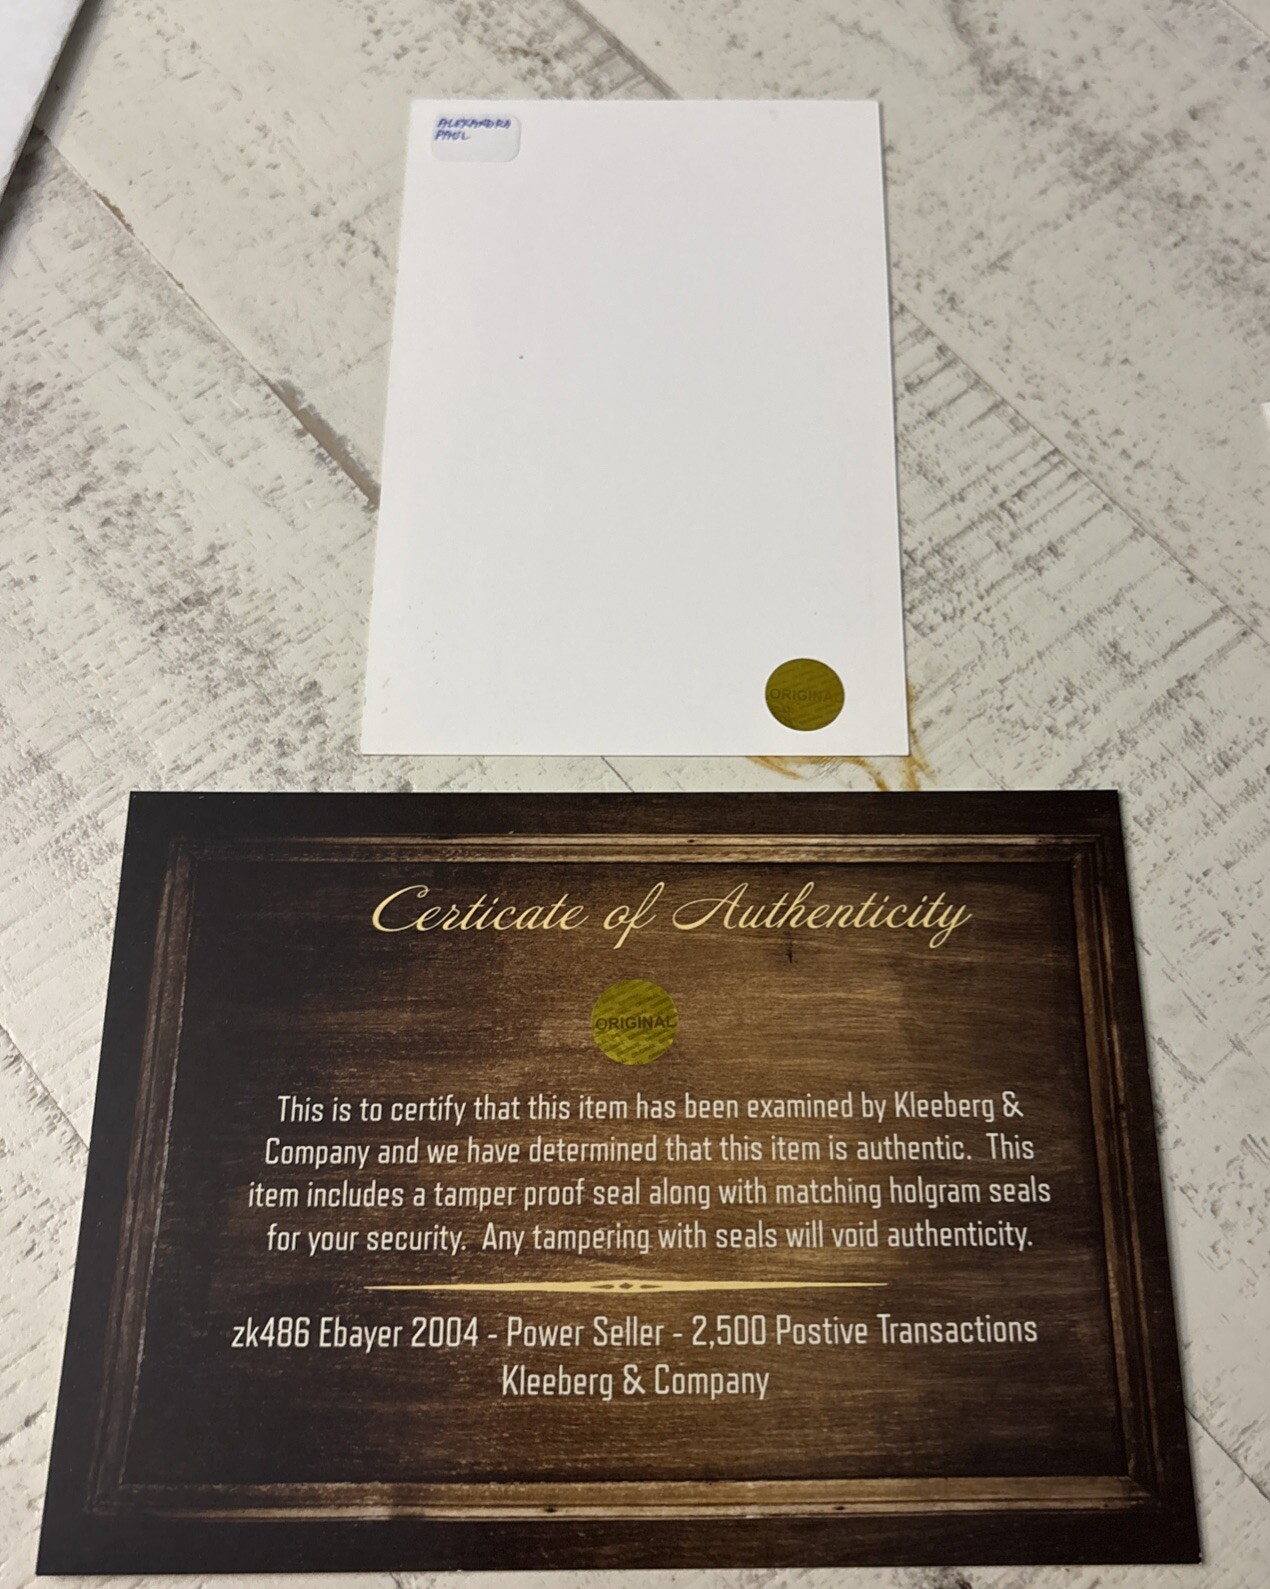 ALEXANDRA
PAUL
ORIGINAL
Certicate of Authenticity
ORIGINAL
This is to certify that this item has been examined by Kleeberg &
Company and we have determined that this item is authentic. This
item includes a tamper proof seal along with matching holgram seals
for your security. Any tampering with seals will void authenticity.
zk486 Ebayer 2004 - Power Seller - 2,500 Postive Transactions
Kleeberg & Company